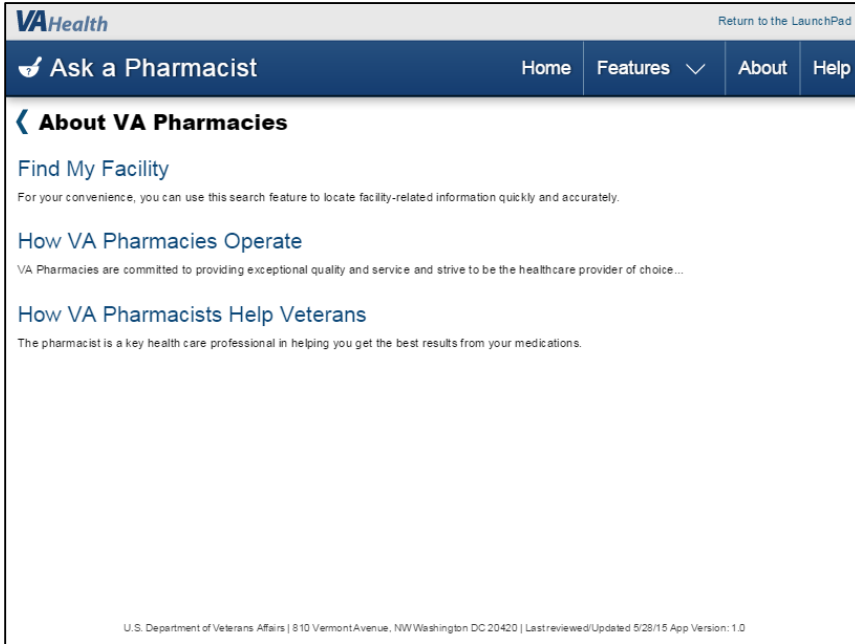 VA Health
Return to the LaunchPad
Ask a Pharmacist
Home
Features
About
Help
About VA Pharmacies
Find My Facility
For your convenience, you can use this search feature to locate facility-related information quickly and accurately.
How VA Pharmacies Operate
VA Pharmacies are committed to providing exceptional quality and service and strive to be the healthcare provider of choice...
How VA Pharmacists Help Veterans
The pharmacist is a key health care professional in helping you get the best results from your medications.
U.S. Department of Veterans Affairs | 810 Vermont Avenue, NW Washington DC 20420 | Last reviewed/Updated 5/28/15 App Version: 1.0